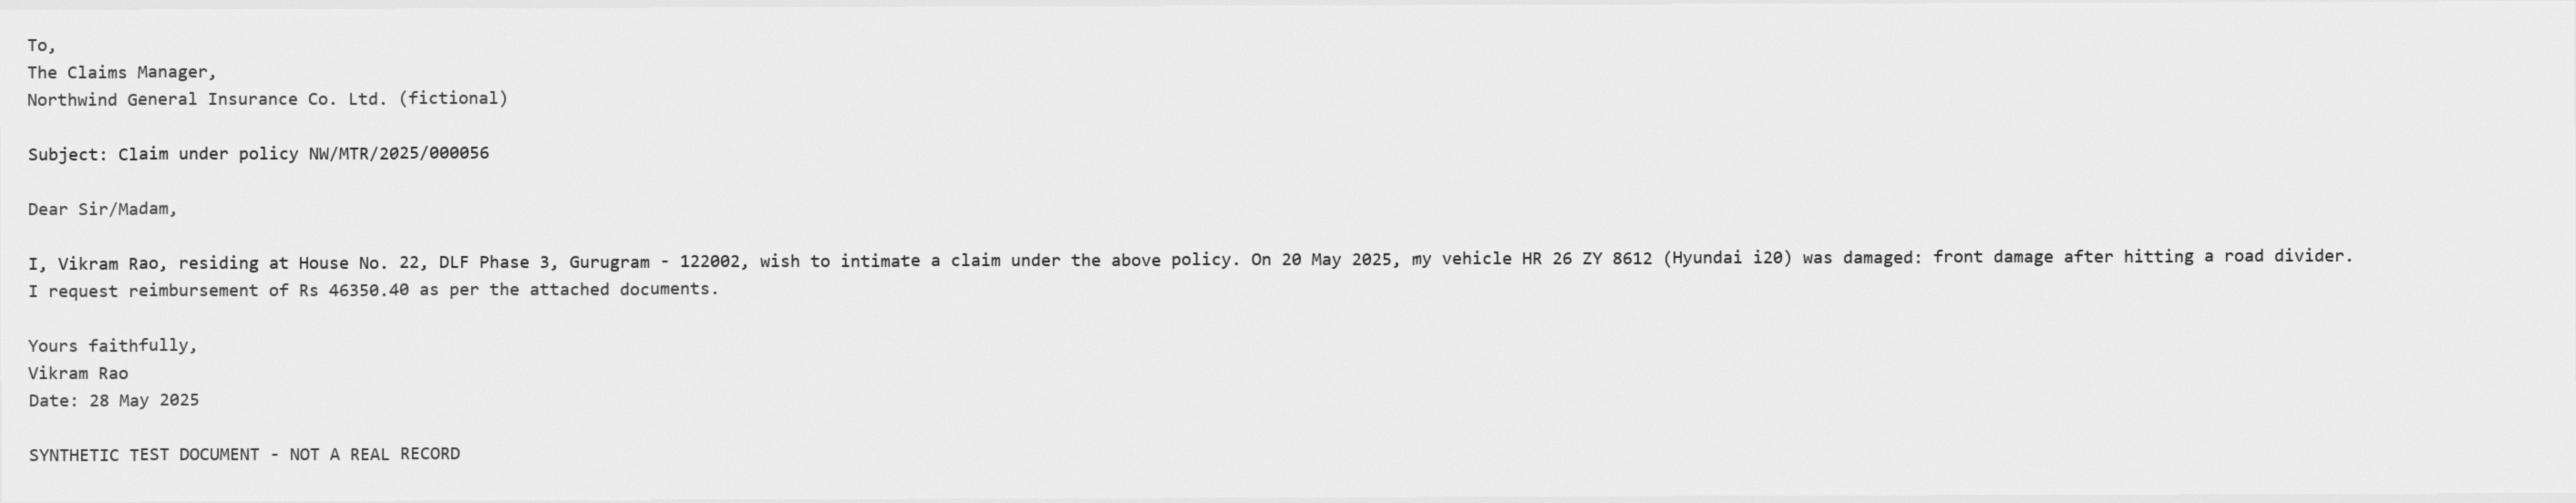 To,
The Claims Manager,
Northwind General Insurance Co. Ltd. (fictional)
Subject: Claim under policy NW/MTR/2025/000056
Dear Sir/Madam,
I, Vikram Rao, residing at House No. 22, DLF Phase 3, Gurugram - 122002, wish to intimate a claim under the above policy. On 20 May 2025, my vehicle HR 26 ZY 8612 (Hyundai i20) was damaged: front damage after hitting a road divider.
I request reimbursement of Rs 46350.40 as per the attached documents.
Yours faithfully,
Vikram Rao
Date: 28 May 2025
SYNTHETIC TEST DOCUMENT - NOT A REAL RECORD